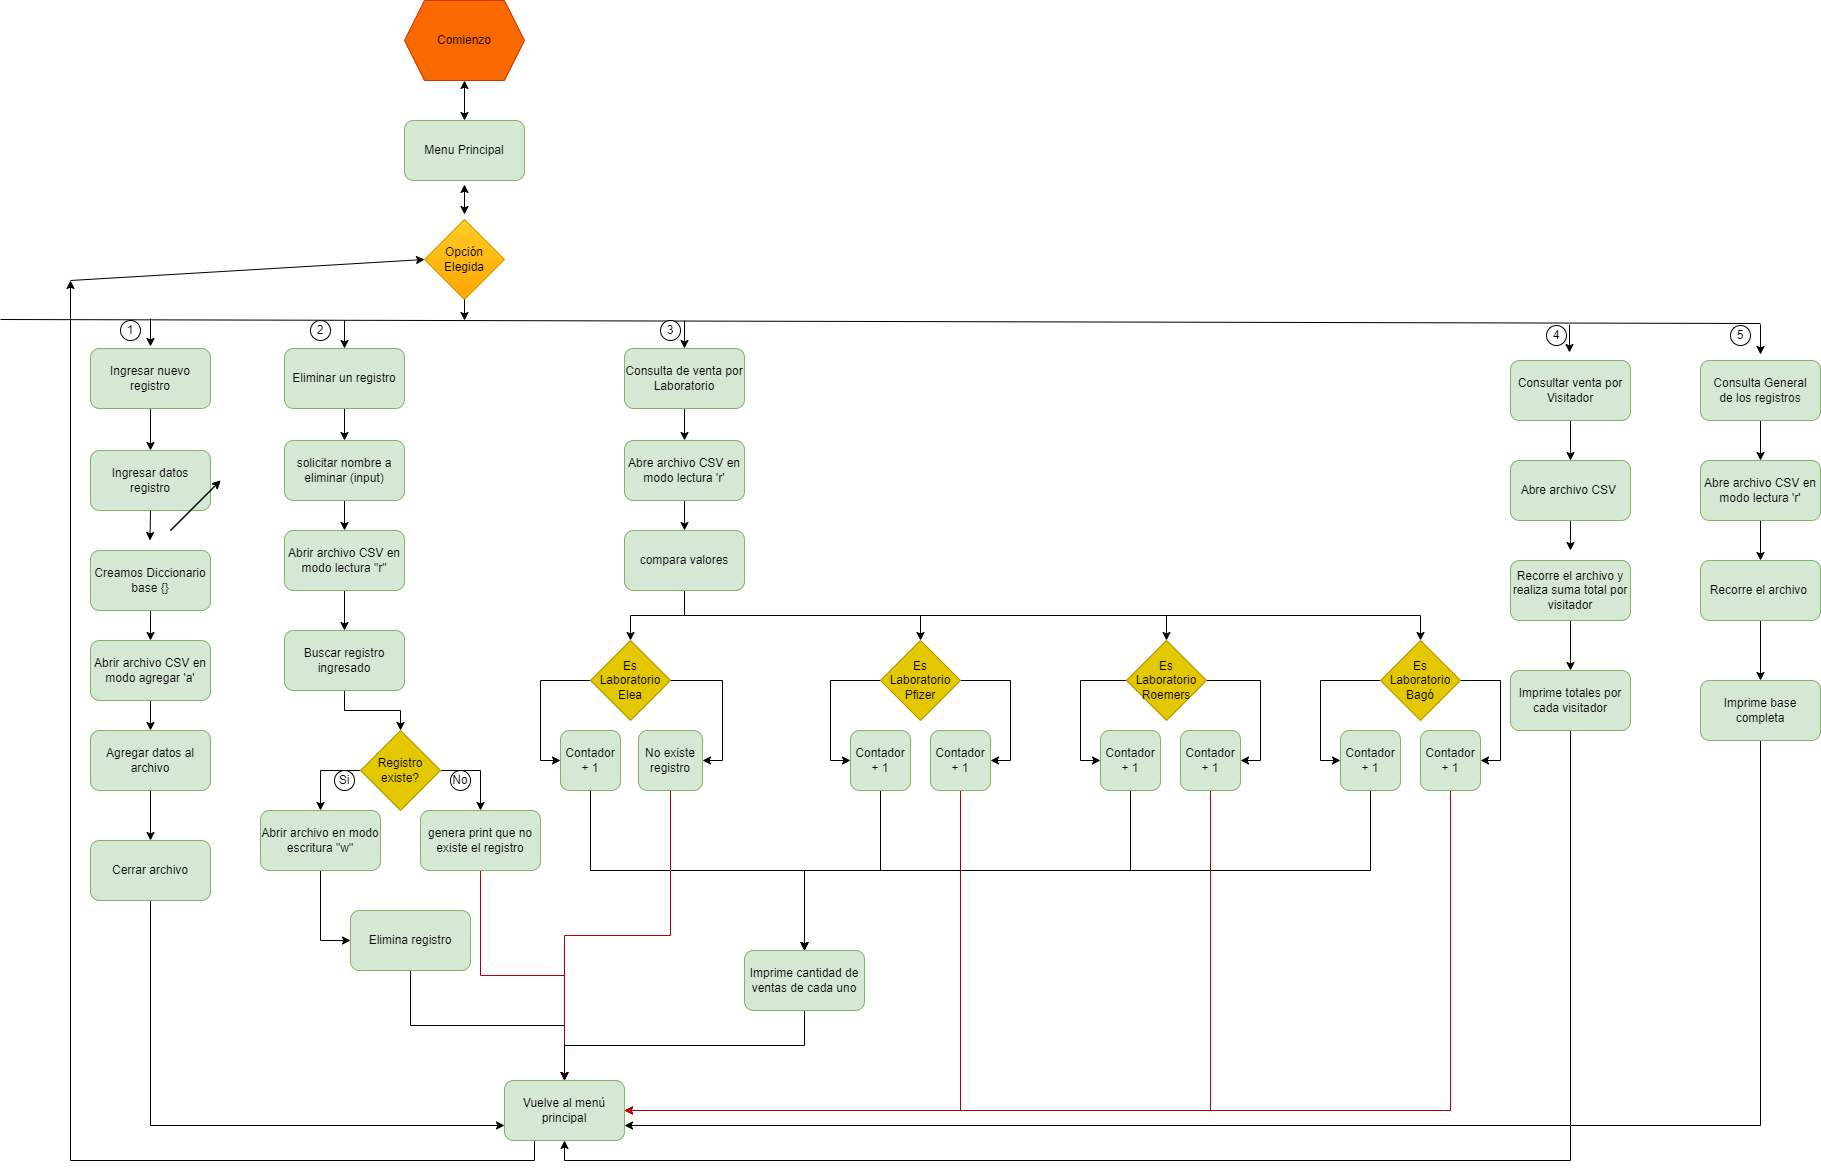 Comienzo
Menu Principal
Opción
Elegida
1
2
3
4
5
Ingresar nuevo
registro
Ingresar datos
registro
Creamos Diccionario
base {}
Abrir archivo CSV en
modo agregar 'a'
Agregar datos al
archivo
Cerrar archivo
Eliminar un registro
solicitar nombre a
eliminar (input)
Abrir archivo CSV en
modo lectura "r"
Buscar registro
ingresado
Registro
existe?
Si
No
Abrir archivo en modo
escritura "w"
genera print que no
existe el registro
Elimina registro
Consulta de venta por
Laboratorio
Abre archivo CSV en
modo lectura 'r'
compara valores
Es
Laboratorio
Elea
Contador
+ 1
No existe
registro
Es
Laboratorio
Pfizer
Contador
+ 1
Contador
+ 1
Es
Laboratorio
Roemers
Contador
+ 1
Contador
+ 1
Es
Laboratorio
Bagó
Contador
+ 1
Contador
+ 1
Imprime cantidad de
ventas de cada uno
Consultar venta por
Visitador
Abre archivo CSV
Recorre el archivo y
realiza suma total por
visitador
Imprime totales por
cada visitador
Consulta General
de los registros
Abre archivo CSV en
modo lectura 'r'
Recorre el archivo
Imprime base
completa
Vuelve al menú
principal